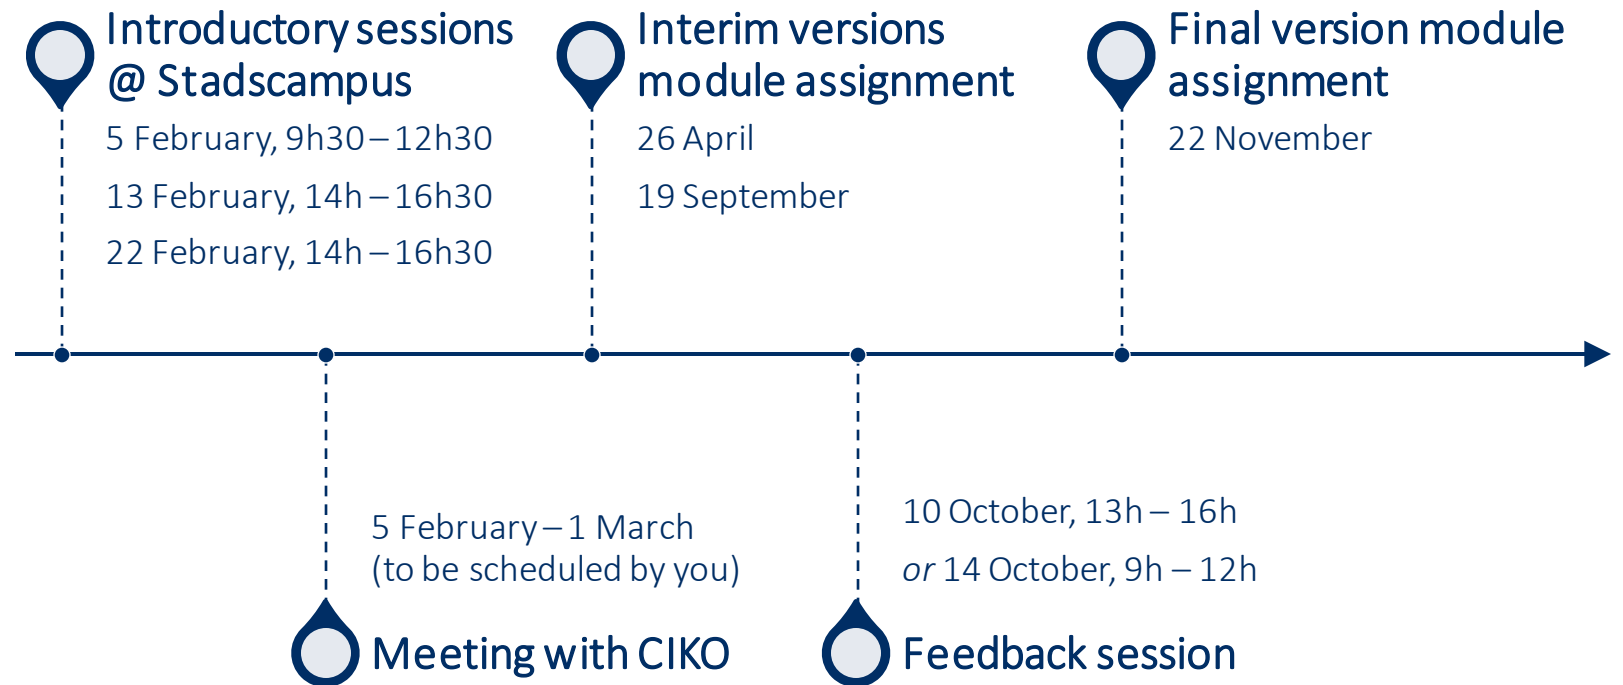 Introductory sessions
@ Stadscampus
5 February, 9h30 – 12h30
13 February, 14h – 16h30
22 February, 14h – 16h30
Interim versions
module assignment
26 April
19 September
Final version module
assignment
22 November
5 February – 1 March
(to be scheduled by you)
Meeting with CIKO
10 October, 13h – 16h
or 14 October, 9h – 12h
Feedback session